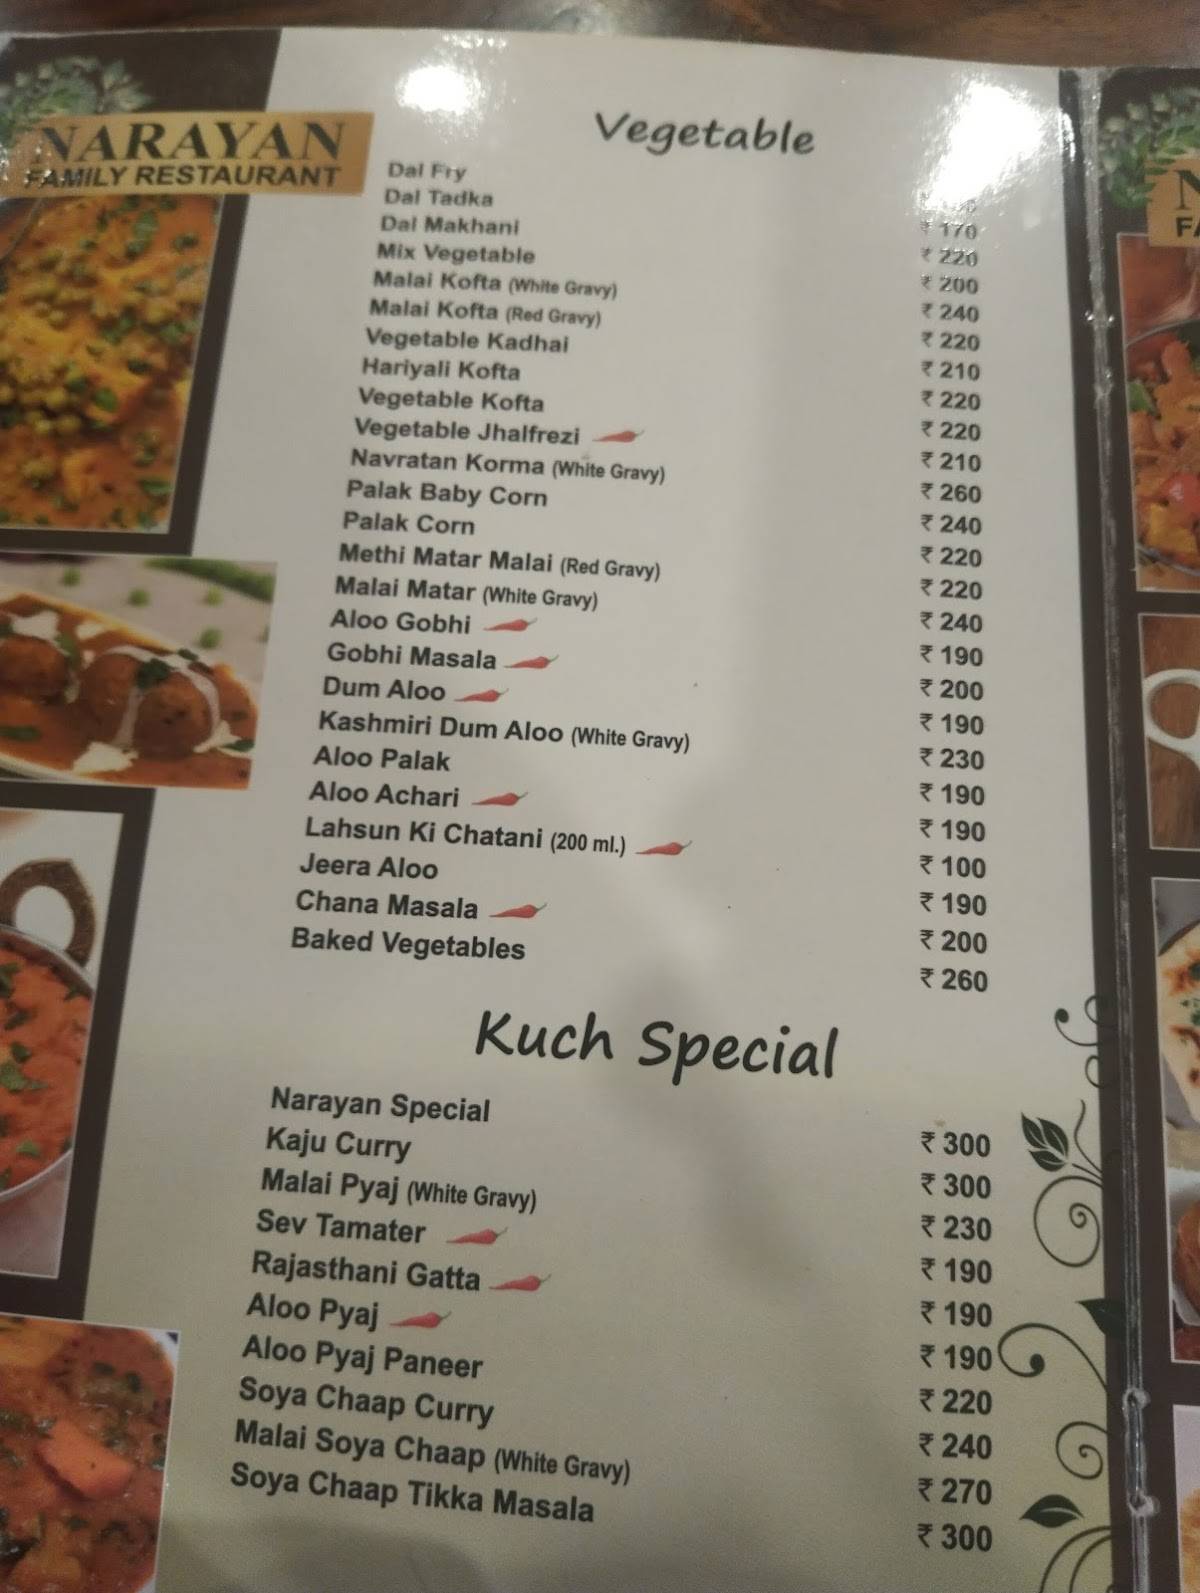 NARAYAN
FAMILY RESTAURANT
Vegetable
Dal Fry
Dal Tadka ₹ 170
Dal Makhani ₹ 220
Mix Vegetable ₹ 200
Malai Kofta (White Gravy) ₹ 240
Malai Kofta (Red Gravy) ₹ 220
Vegetable Kadhai ₹ 210
Hariyali Kofta ₹ 220
Vegetable Kofta ₹ 220
Vegetable Jhalfrezi ₹ 210
Navratan Korma (White Gravy) ₹ 260
Palak Baby Corn ₹ 240
Palak Corn ₹ 220
Methi Matar Malai (Red Gravy) ₹ 220
Malai Matar (White Gravy) ₹ 240
Aloo Gobhi ₹ 190
Gobhi Masala ₹ 200
Dum Aloo ₹ 190
Kashmiri Dum Aloo (White Gravy) ₹ 230
Aloo Palak ₹ 190
Aloo Achari ₹ 190
Lahsun Ki Chatani (200 ml.) ₹ 100
Jeera Aloo ₹ 190
Chana Masala ₹ 200
Baked Vegetables ₹ 260
Kuch Special
Narayan Special ₹ 300
Kaju Curry ₹ 300
Malai Pyaj (White Gravy) ₹ 230
Sev Tamater ₹ 190
Rajasthani Gatta ₹ 190
Aloo Pyaj ₹ 190
Aloo Pyaj Paneer ₹ 220
Soya Chaap Curry ₹ 240
Malai Soya Chaap (White Gravy) ₹ 270
Soya Chaap Tikka Masala ₹ 300